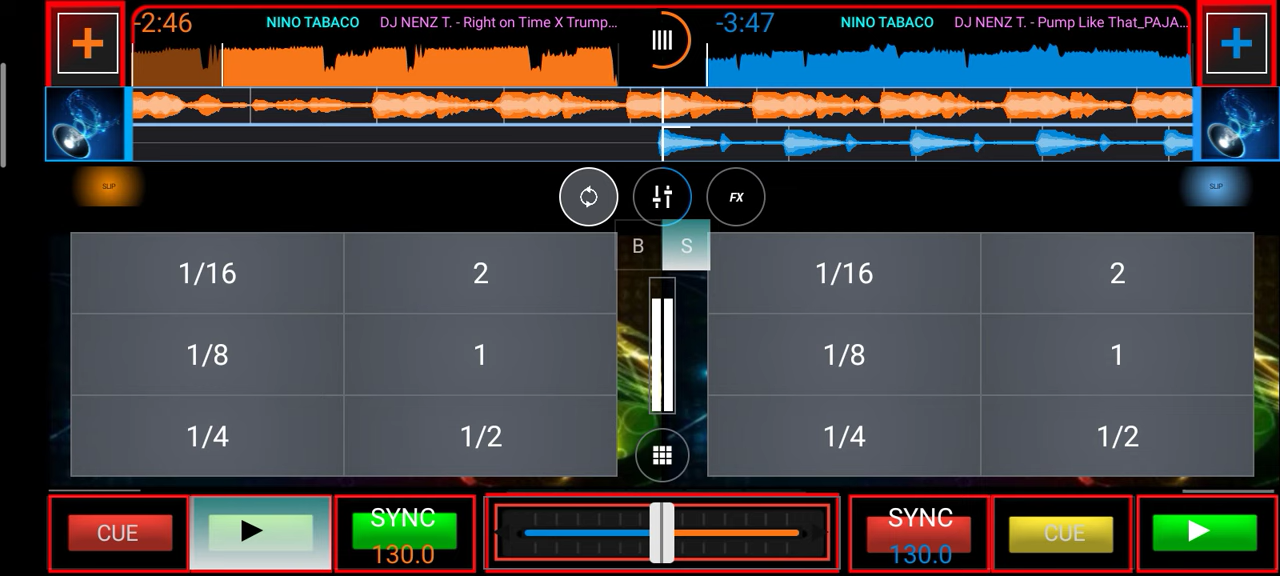 -2:46 NINO TABACO DJ NENZ T. - Right on Time X Trump...
-3:47 NINO TABACO DJ NENZ T. - Pump Like That_PAJA...
SLIP
SLIP
FX
B S
1/16 2
1/8 1
1/4 1/2
1/16 2
1/8 1
1/4 1/2
CUE
SYNC
130.0
SYNC
130.0
CUE